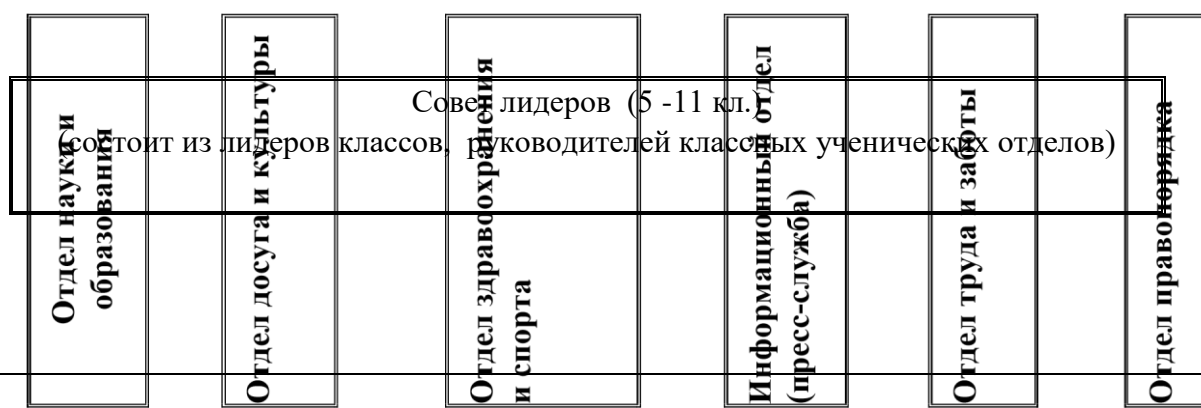 Совет лидеров (5 -11 кл.)
(состоит из лидеров классов, руководителей классных ученических отделов)
Отдел науки и
образования
Отдел досуга и культуры
Отдел здравоохранения
и спорта
Информационный отдел
(пресс-служба)
Отдел труда и заботы
Отдел правопорядка